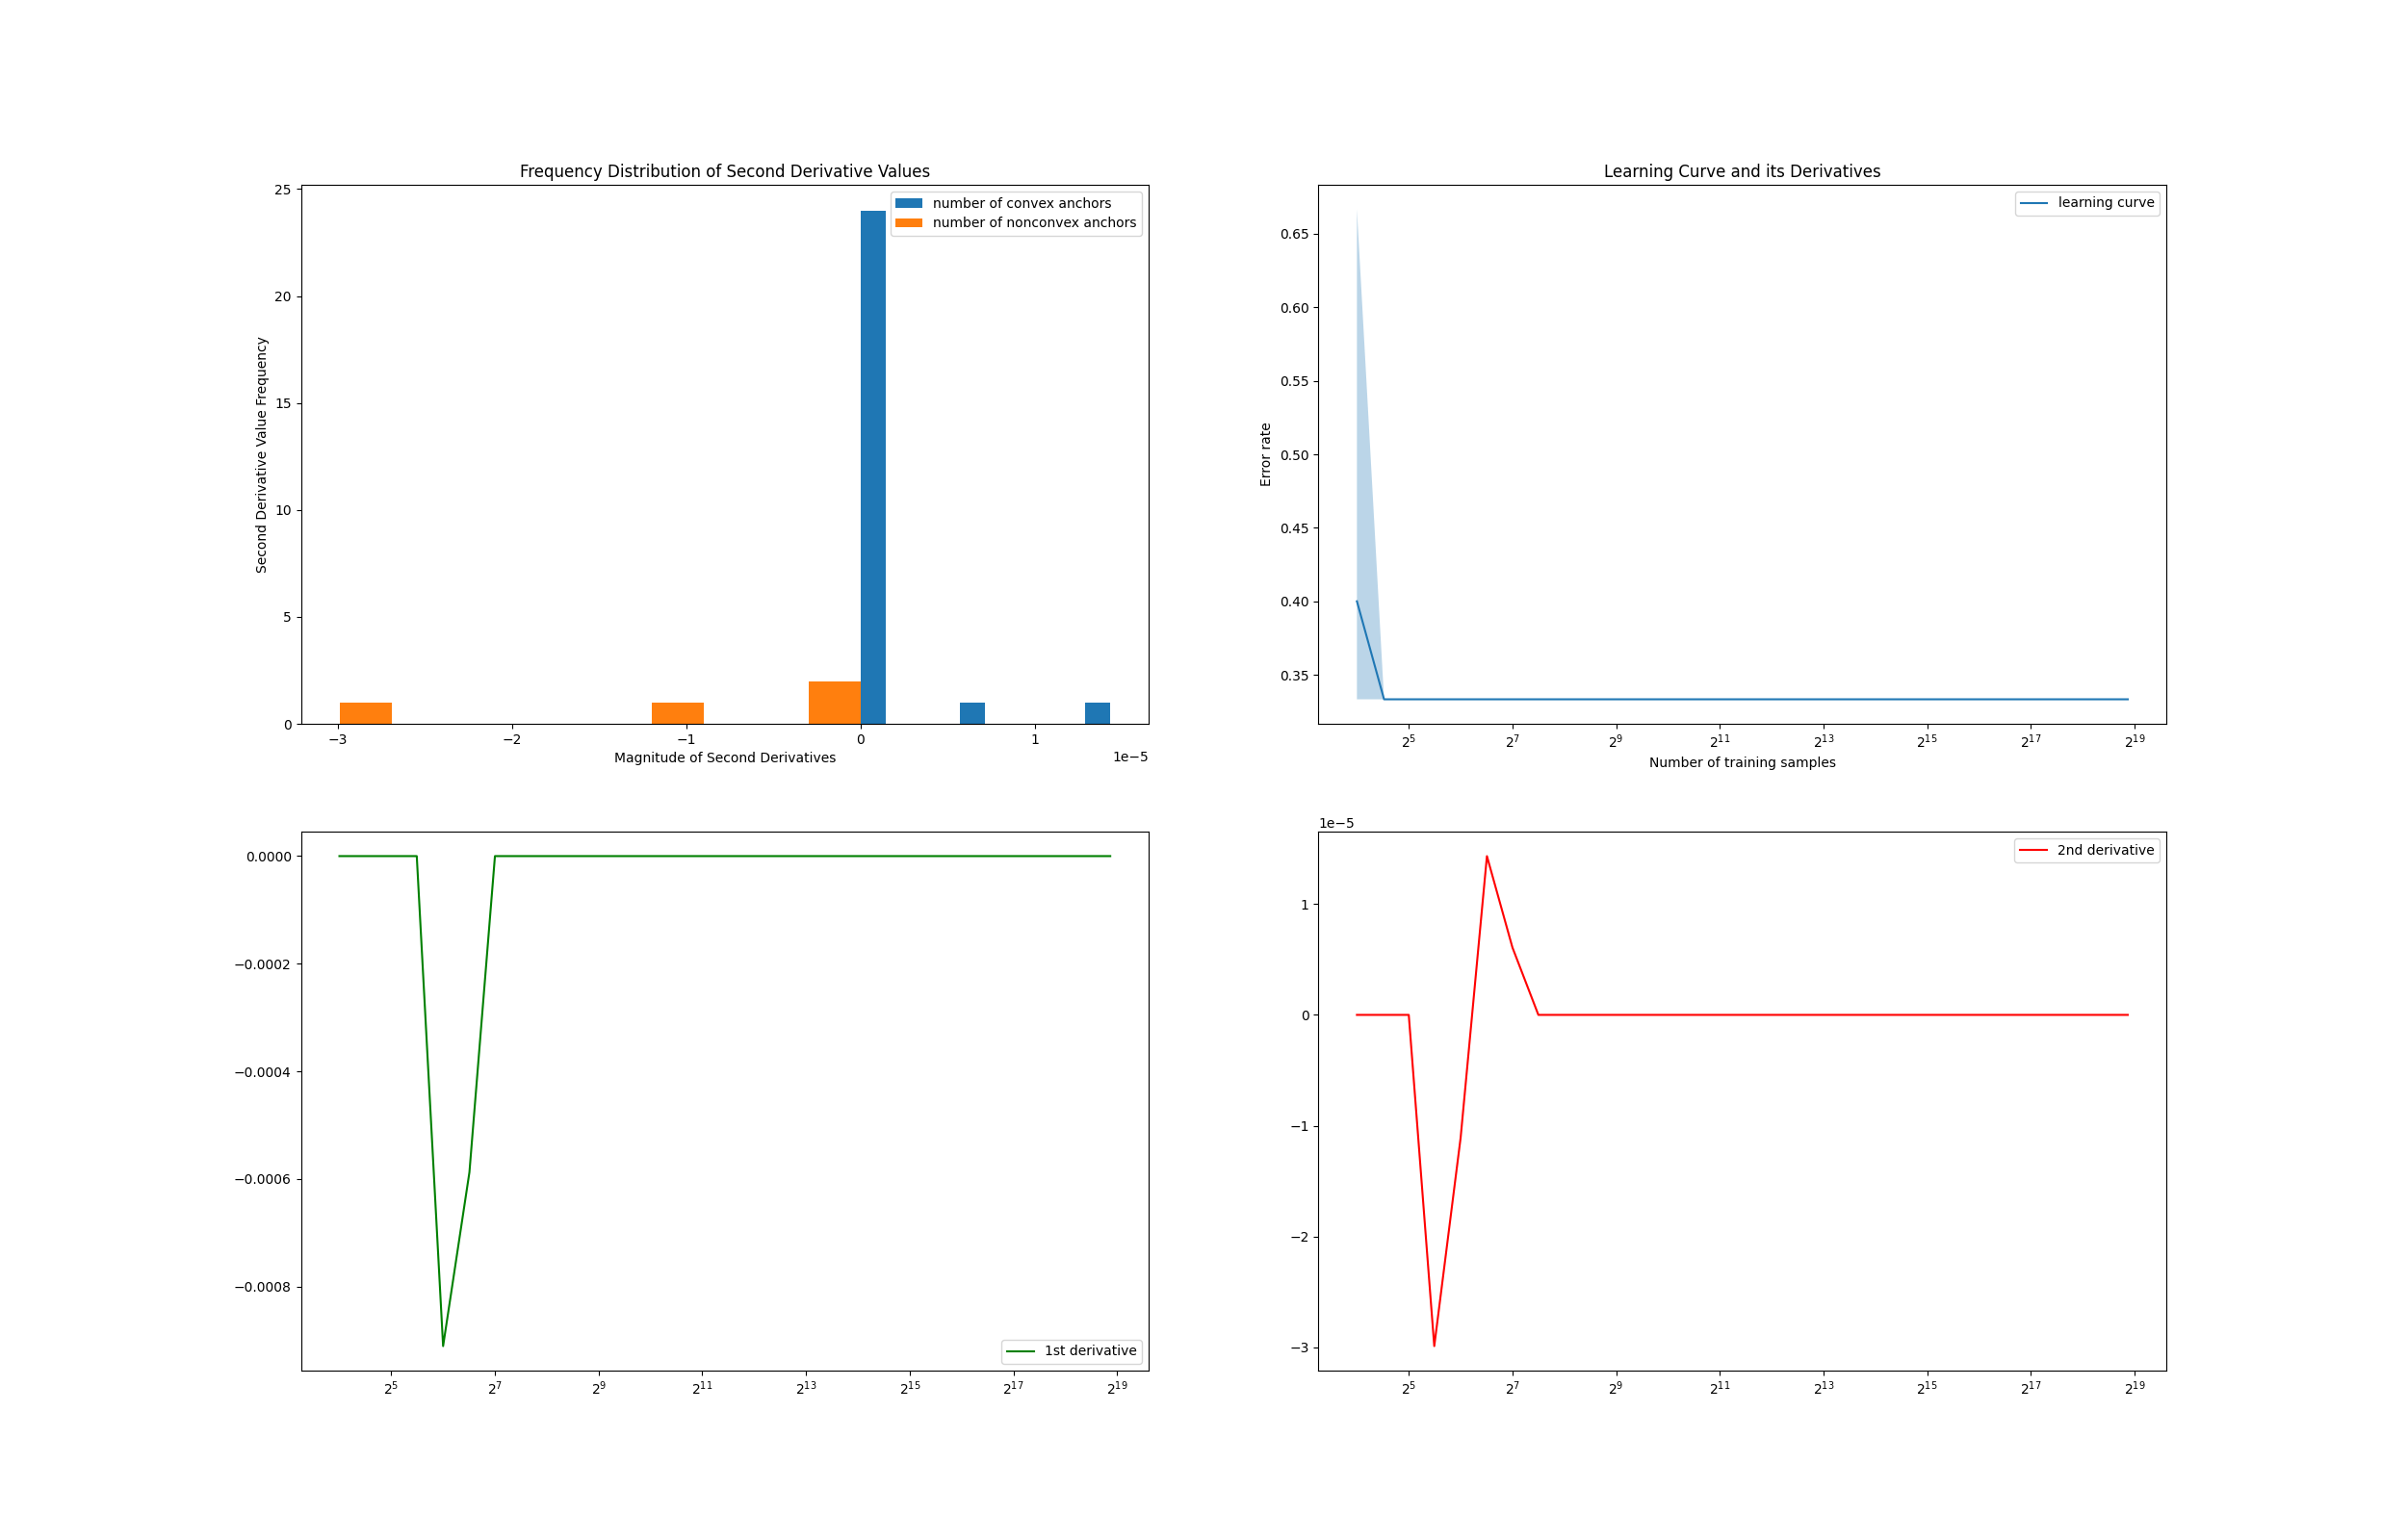 Frequency Distribution of Second Derivative Values
25
20
15
10
5
0
Second Derivative Value Frequency
number of convex anchors
number of nonconvex anchors
−3 −2 −1 0 1
1e−5
Magnitude of Second Derivatives
Learning Curve and its Derivatives
0.65
0.60
0.55
0.50
0.45
0.40
0.35
Error rate
learning curve
2^5 2^7 2^9 2^11 2^13 2^15 2^17 2^19
Number of training samples
0.0000
−0.0002
−0.0004
−0.0006
−0.0008
1st derivative
2^5 2^7 2^9 2^11 2^13 2^15 2^17 2^19
1e−5
1
0
−1
−2
−3
2nd derivative
2^5 2^7 2^9 2^11 2^13 2^15 2^17 2^19